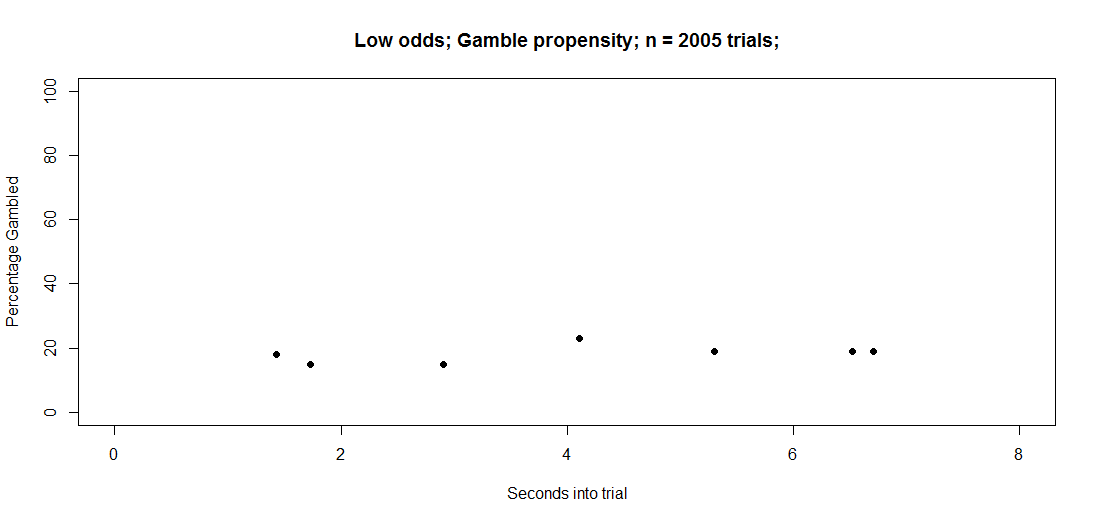 Low odds; Gamble propensity; n = 2005 trials;
Percentage Gambled
100
80
60
40
20
0
0 2 4 6 8
Seconds into trial